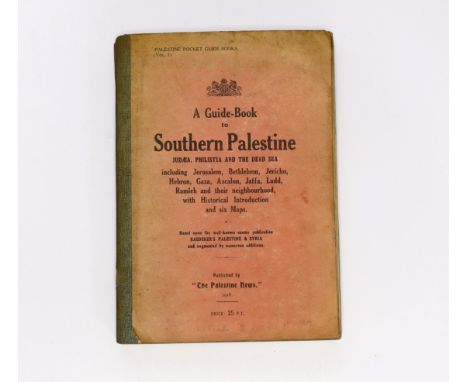 PALESTINE POCKET GUIDE-BOOKS
(VOL. I)
A Guide-Book
to
Southern Palestine
JUDÆA, PHILISTIA AND THE DEAD SEA
including Jerusalem, Bethlehem, Jericho,
Hebron, Gaza, Ascalon, Jaffa, Ludd,
Ramleh and their neighbourhood,
with Historical Introduction
and six Maps.
Based upon the well-known enemy publication
BAEDEKER'S PALESTINE & SYRIA
and augmented by numerous additions
Published by
"The Palestine News."
1918.
PRICE: 25 P.T.